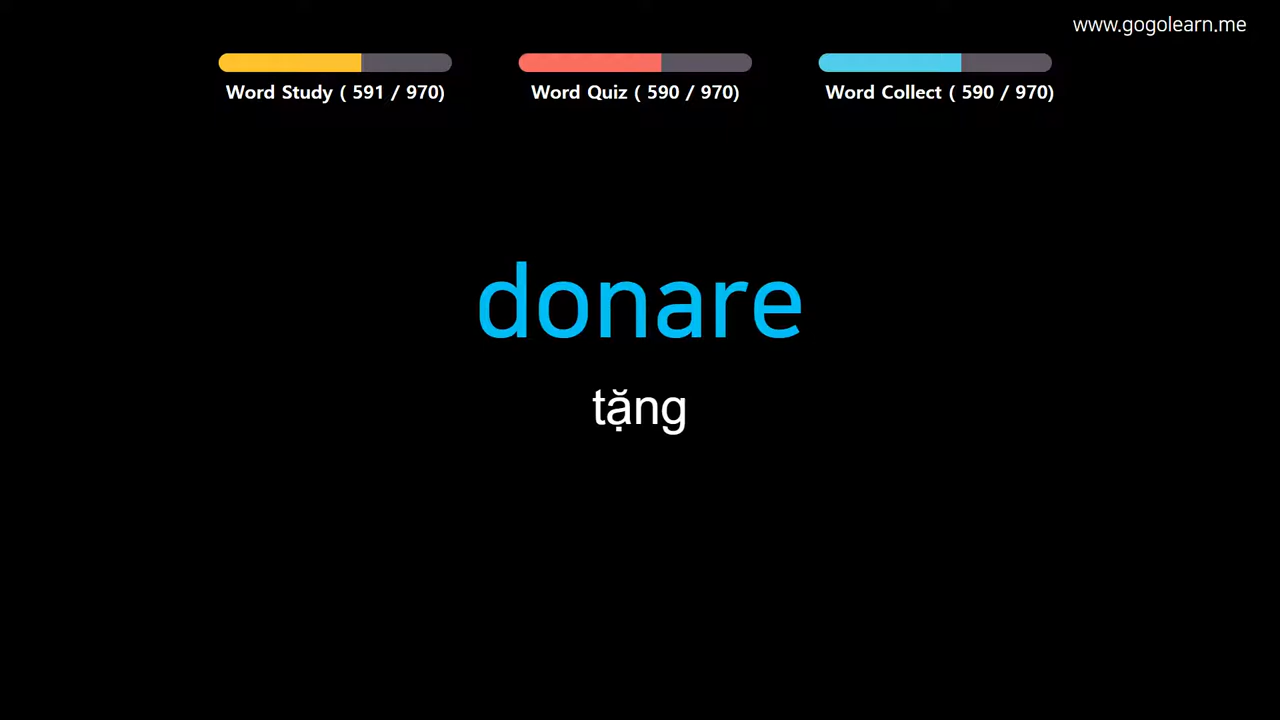 www.gogolearn.me
Word Study ( 591 / 970)
Word Quiz ( 590 / 970)
Word Collect ( 590 / 970)
donare
tặng